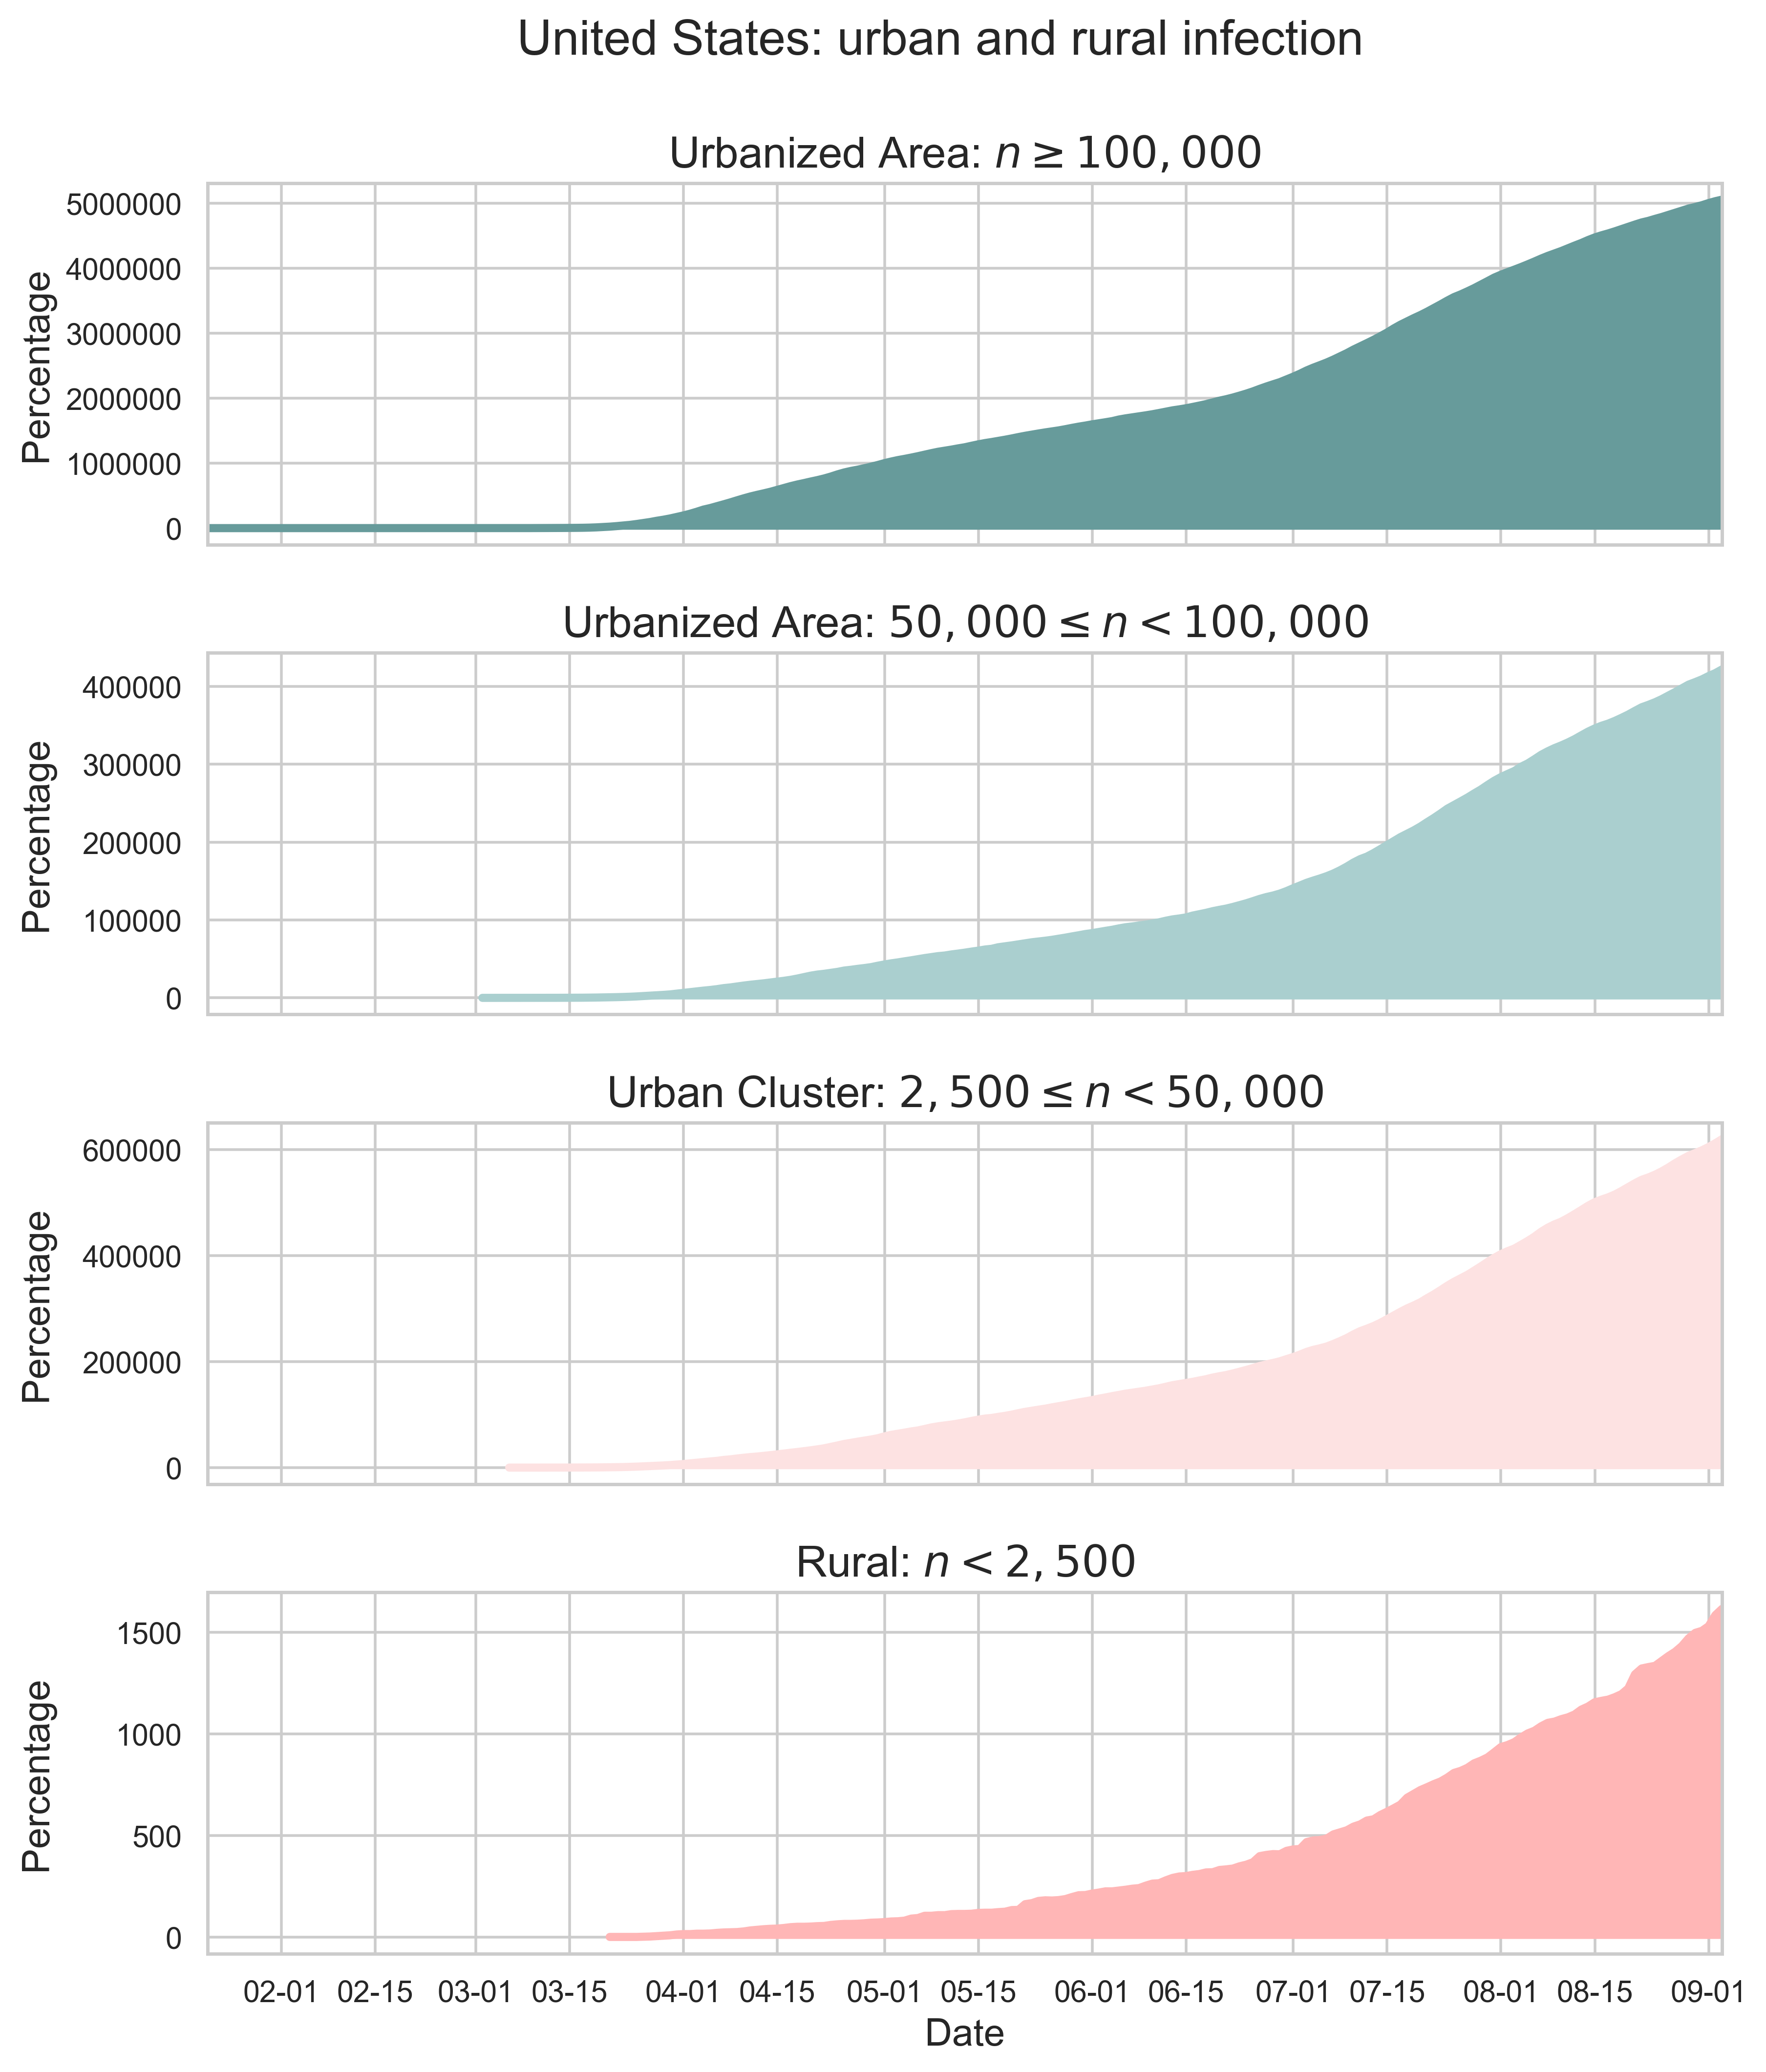 United States: urban and rural infection
Urbanized Area: n ≥ 100, 000
Percentage
5000000
4000000
3000000
2000000
1000000
0
Urbanized Area: 50, 000 ≤ n < 100, 000
Percentage
400000
300000
200000
100000
0
Urban Cluster: 2, 500 ≤ n < 50, 000
Percentage
600000
400000
200000
0
Rural: n < 2, 500
Percentage
1500
1000
500
0
02-01 02-15 03-01 03-15 04-01 04-15 05-01 05-15 06-01 06-15 07-01 07-15 08-01 08-15 09-01
Date